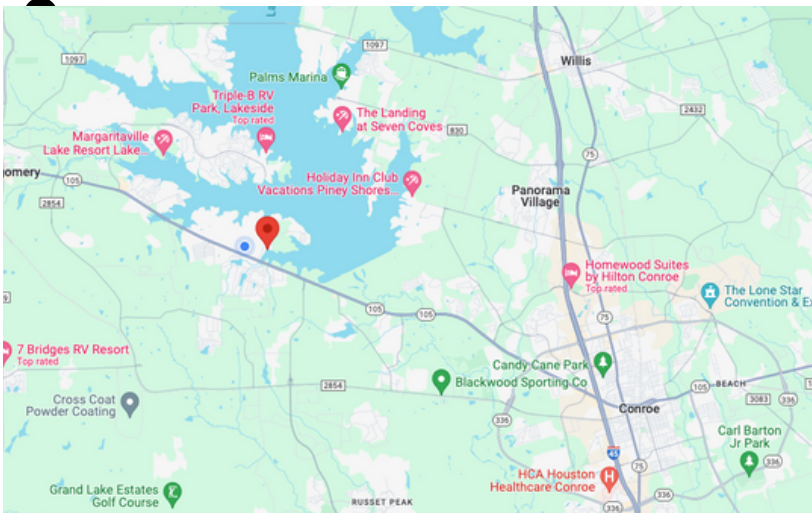 1097
1097
Willis
Palms Marina
Triple-B RV
Park, Lakeside
Top rated
The Landing
at Seven Coves
830
2432
Margaritaville
Lake Resort Lake...
75
omery
105
2854
Holiday Inn Club
Vacations Piney Shores...
Panorama
Village
Homewood Suites
by Hilton Conroe
Top rated
The Lone Star
Convention & E
9
105
105
75
7 Bridges RV Resort
Top rated
Candy Cane Park
Blackwood Sporting Co
2854
105
BEACH
3083
336
Cross Coat
Powder Coating
Conroe
336
Carl Barton
Jr Park
45
336
75
HCA Houston
Healthcare Conroe
336
336
Grand Lake Estates
Golf Course
RUSSET PEAK